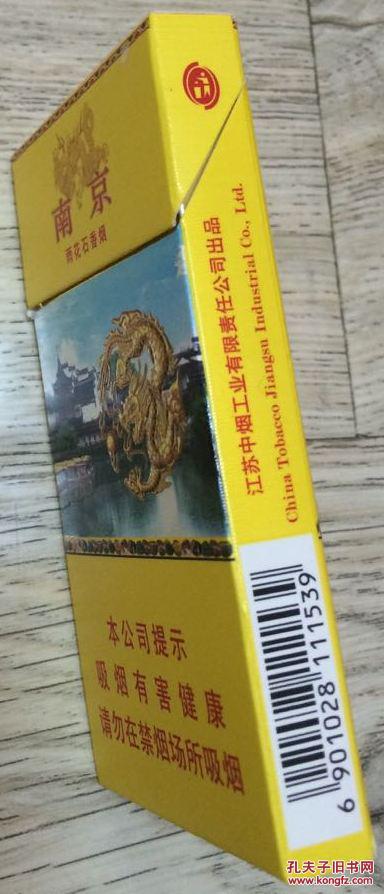 南京
雨花石香烟
江苏中烟工业有限责任公司出品
China Tobacco Jiangsu Industrial Co., Ltd.
本公司提示
吸烟有害健康
请勿在禁烟场所吸烟
6 901028 111539
孔夫子旧书网
www.kongfz.com